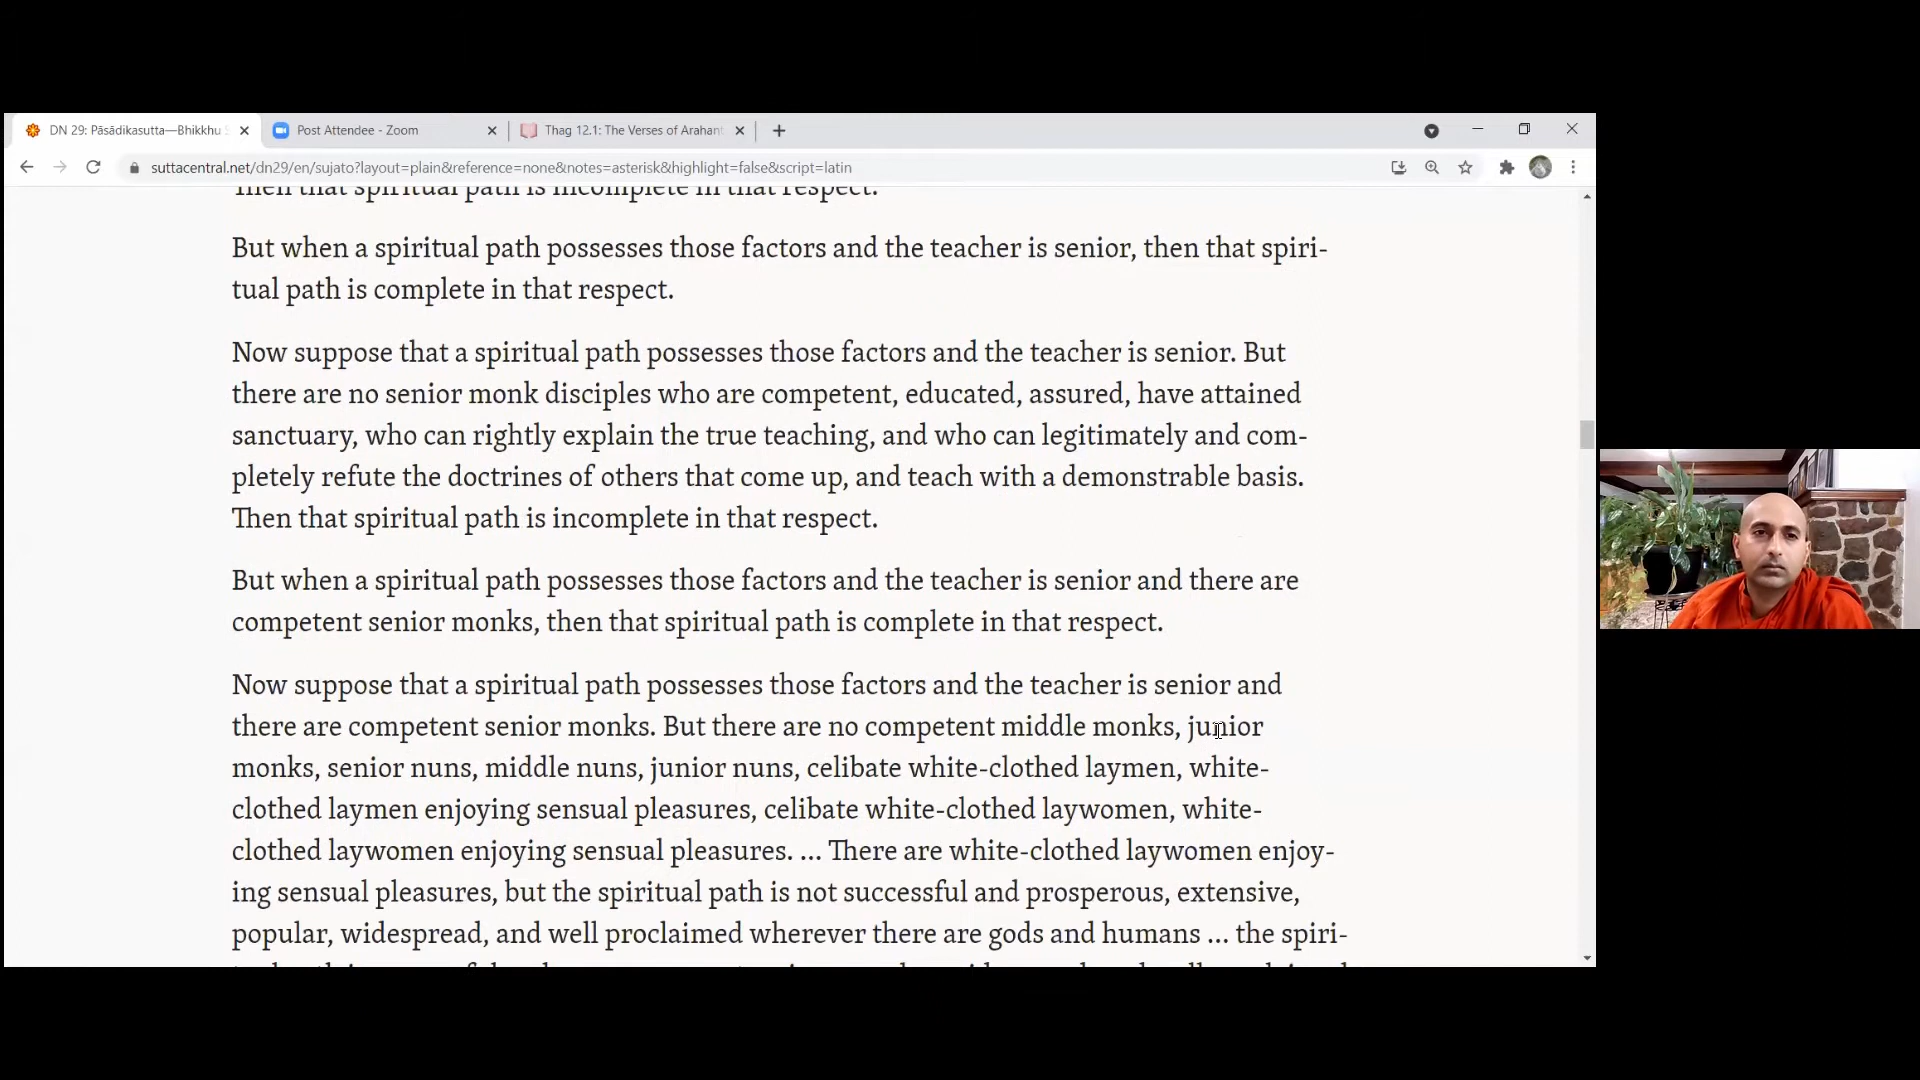 DN 29: Pāsādikasutta—Bhikkhu S
Post Attendee - Zoom
Thag 12.1: The Verses of Arahan
suttacentral.net/dn29/en/sujato?layout=plain&reference=none&notes=asterisk&highlight=false&script=latin
Then that spiritual path is incomplete in that respect.
But when a spiritual path possesses those factors and the teacher is senior, then that spiri-
tual path is complete in that respect.
Now suppose that a spiritual path possesses those factors and the teacher is senior. But
there are no senior monk disciples who are competent, educated, assured, have attained
sanctuary, who can rightly explain the true teaching, and who can legitimately and com-
pletely refute the doctrines of others that come up, and teach with a demonstrable basis.
Then that spiritual path is incomplete in that respect.
But when a spiritual path possesses those factors and the teacher is senior and there are
competent senior monks, then that spiritual path is complete in that respect.
Now suppose that a spiritual path possesses those factors and the teacher is senior and
there are competent senior monks. But there are no competent middle monks, junior
monks, senior nuns, middle nuns, junior nuns, celibate white-clothed laymen, white-
clothed laymen enjoying sensual pleasures, celibate white-clothed laywomen, white-
clothed laywomen enjoying sensual pleasures. … There are white-clothed laywomen enjoy-
ing sensual pleasures, but the spiritual path is not successful and prosperous, extensive,
popular, widespread, and well proclaimed wherever there are gods and humans … the spiri-